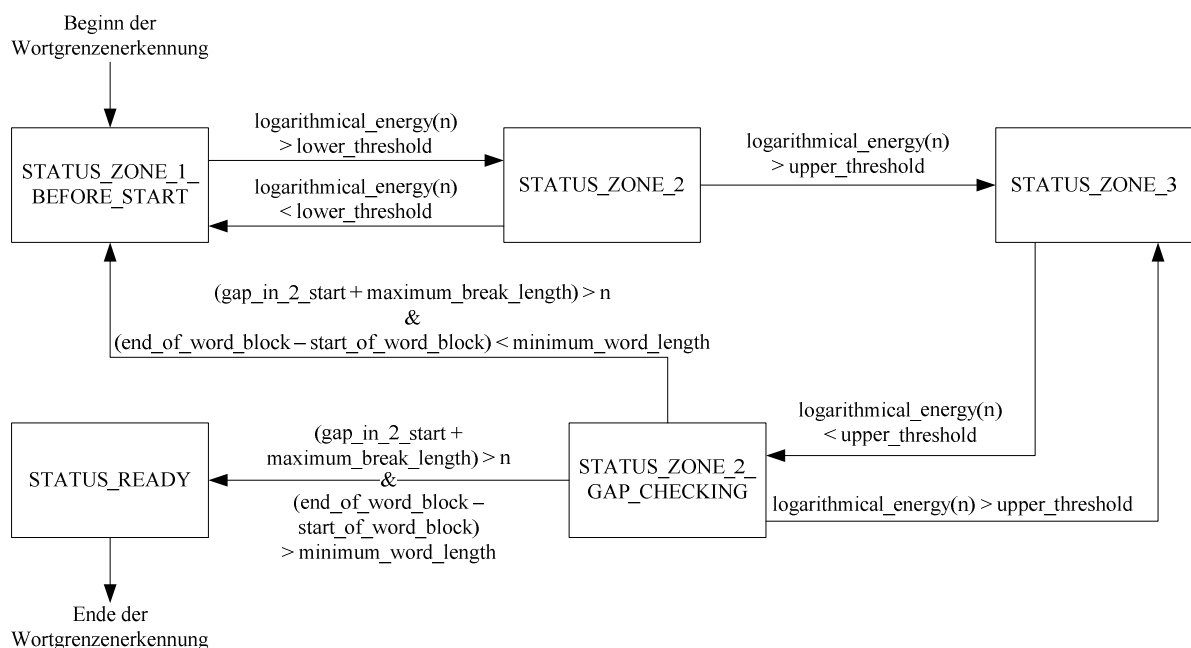 Beginn der
Wortgrenzenerkennung
logarithmical_energy(n)
> lower_threshold
logarithmical_energy(n)
< lower_threshold
logarithmical_energy(n)
> upper_threshold
STATUS_ZONE_1_
BEFORE_START
STATUS_ZONE_2
STATUS_ZONE_3
(gap_in_2_start + maximum_break_length) > n
&
(end_of_word_block – start_of_word_block) < minimum_word_length
logarithmical_energy(n)
< upper_threshold
STATUS_READY
(gap_in_2_start +
maximum_break_length) > n
&
(end_of_word_block –
start_of_word_block)
> minimum_word_length
STATUS_ZONE_2_
GAP_CHECKING
logarithmical_energy(n) > upper_threshold
Ende der
Wortgrenzenerkennung